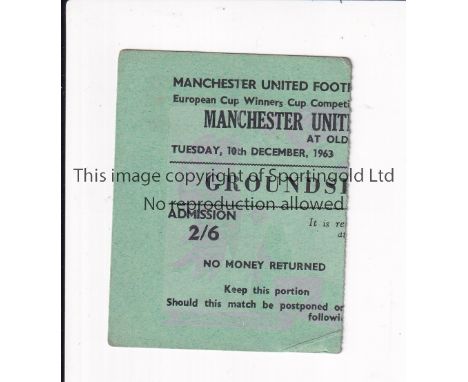 MANCHESTER UNITED FOOT
European Cup Winners Cup Competi
MANCHESTER UNIT
AT OLD
TUESDAY, 10th DECEMBER, 1963
This image copyright of Sportingold Ltd
GROUNDSI
No reproduction allowed
ADMISSION
It is re
2/6
NO MONEY RETURNED
Keep this portion
Should this match be postponed or
followi